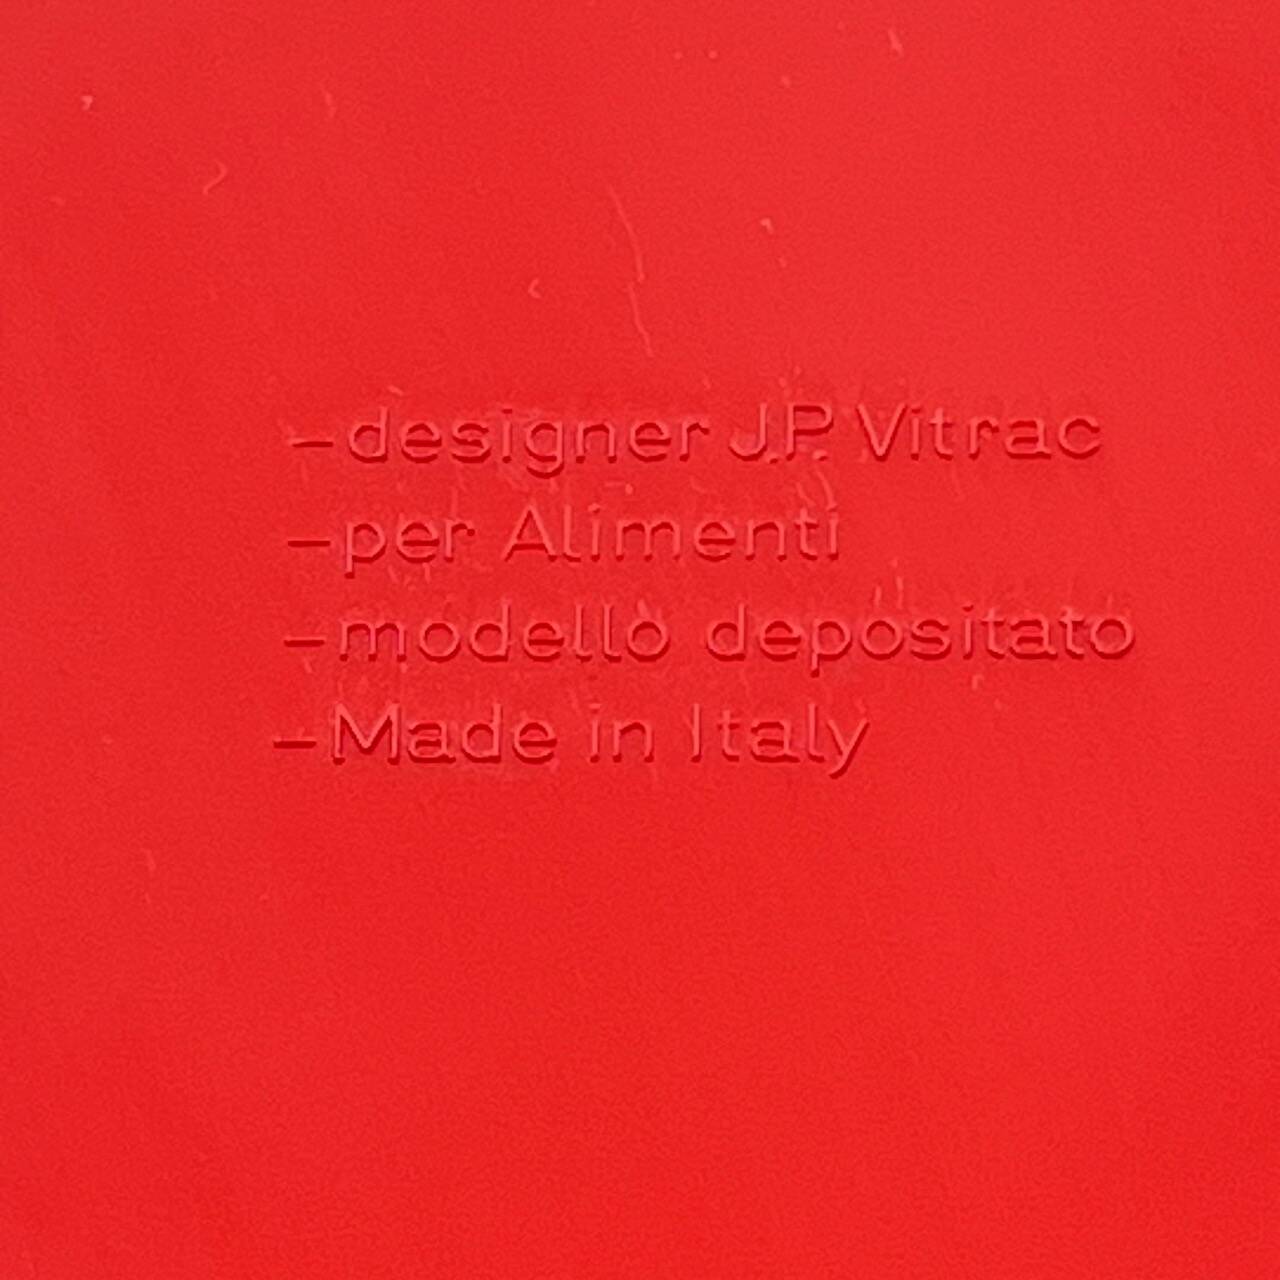 -designer J.P. Vitrac
-per Alimenti
-modello depositato
-Made in Italy